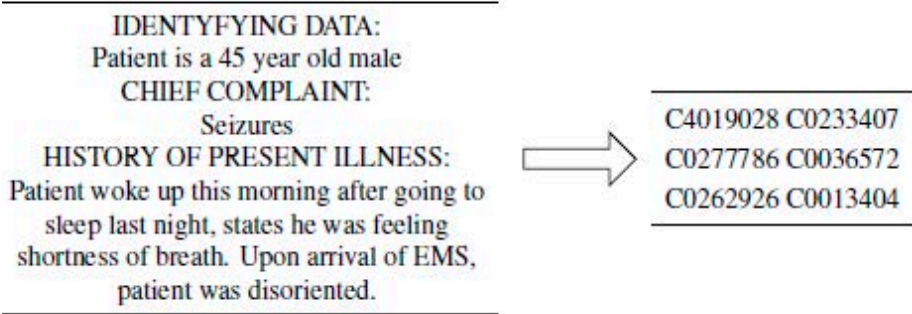 IDENTYFYING DATA:
Patient is a 45 year old male
CHIEF COMPLAINT:
Seizures
HISTORY OF PRESENT ILLNESS:
Patient woke up this morning after going to
sleep last night, states he was feeling
shortness of breath. Upon arrival of EMS,
patient was disoriented.
C4019028 C0233407
C0277786 C0036572
C0262926 C0013404